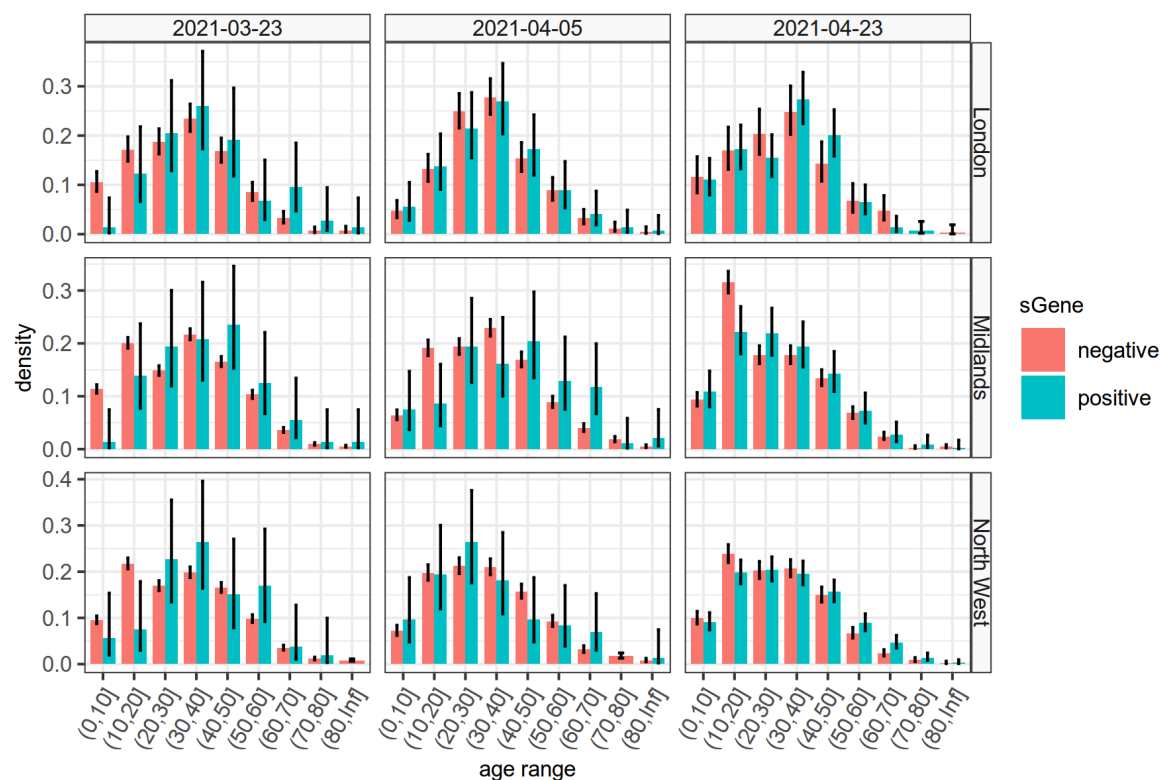 2021-03-23 2021-04-05 2021-04-23
density
0.3
0.2
0.1
0.0
London
0.3
0.2
0.1
0.0
Midlands
0.4
0.3
0.2
0.1
0.0
North West
(0,10] (10,20] (20,30] (30,40] (40,50] (50,60] (60,70] (70,80] (80,Inf] (0,10] (10,20] (20,30] (30,40] (40,50] (50,60] (60,70] (70,80] (80,Inf] (0,10] (10,20] (20,30] (30,40] (40,50] (50,60] (60,70] (70,80] (80,Inf]
age range
sGene
negative
positive